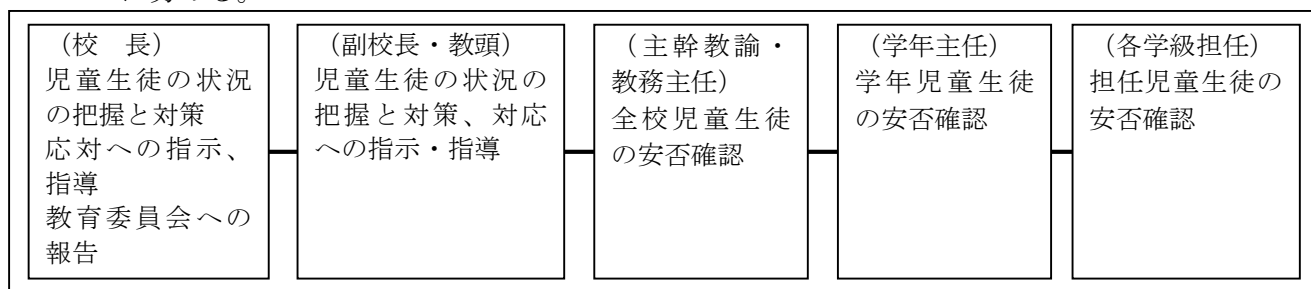 （校　長）
児童生徒の状況
の把握と対策
応対への指示、
指導
教育委員会への
報告
（副校長・教頭）
児童生徒の状況の
把握と対策、対応
への指示・指導
（主幹教諭・
教務主任）
全校児童生徒
の安否確認
（学年主任）
学年児童生徒
の安否確認
（各学級担任）
担任児童生徒の
安否確認